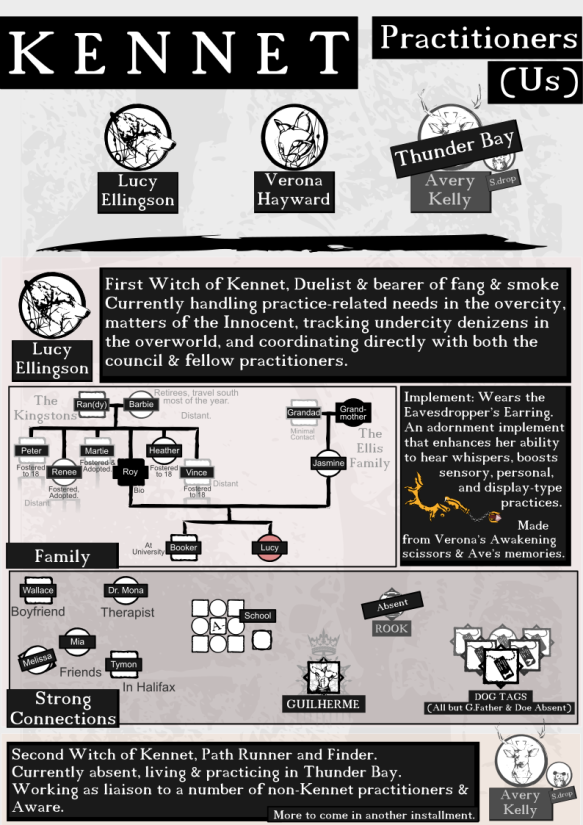 KENNET
Practitioners
(Us)
Lucy
Ellingson
Verona
Hayward
Thunder Bay
Avery
Kelly
S.drop
Lucy
Ellingson
First Witch of Kennet, Duelist & bearer of fang & smoke
Currently handling practice-related needs in the overcity,
matters of the Innocent, tracking undercity denizens in
the overworld, and coordinating directly with both the
council & fellow practitioners.
The
Kingstons
Ran(dy)
Barbie
Retirees, travel south
most of the year.
Distant.
Grandad
Grand-
mother
Minimal
Contact
The
Ellis
Family
Peter
Fostered
to 18
Renee
Fostered,
Adopted.
Distant
Martie
Fostered &
Adopted.
Roy
Bio
Heather
Fostered
to 18
Vince
Fostered
to 18
Distant
Jasmine
At
University
Booker
Lucy
Family
Implement: Wears the
Eavesdropper's Earring.
An adornment implement
that enhances her ability
to hear whispers, boosts
sensory, personal,
and display-type
practices.
Made
from Verona's Awakening
scissors & Ave's memories.
Wallace
Boyfriend
Dr. Mona
Therapist
Melissa
Mia
Friends
Tymon
In Halifax
A-
School
Absent
ROOK
GUILHERME
DOG TAGS
(All but G.Father & Doe Absent)
Strong
Connections
Second Witch of Kennet, Path Runner and Finder.
Currently absent, living & practicing in Thunder Bay.
Working as liaison to a number of non-Kennet practitioners &
Aware.
More to come in another installment.
Avery
Kelly
S.drop